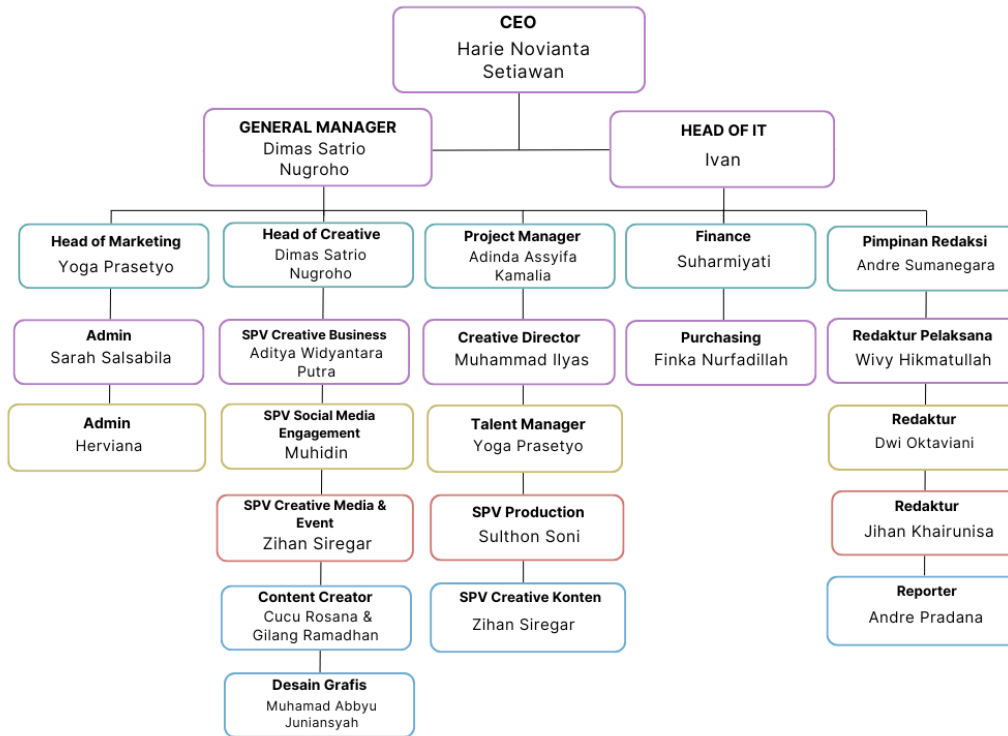 CEO
Harie Novianta
Setiawan
GENERAL MANAGER
Dimas Satrio
Nugroho
HEAD OF IT
Ivan
Head of Marketing
Yoga Prasetyo
Head of Creative
Dimas Satrio
Nugroho
Project Manager
Adinda Assyifa
Kamalia
Finance
Suharmiyati
Pimpinan Redaksi
Andre Sumanegara
Admin
Sarah Salsabila
SPV Creative Business
Aditya Widyantara
Putra
Creative Director
Muhammad Ilyas
Purchasing
Finka Nurfadillah
Redaktur Pelaksana
Wivy Hikmatullah
Admin
Herviana
SPV Social Media
Engagement
Muhidin
Talent Manager
Yoga Prasetyo
Redaktur
Dwi Oktaviani
SPV Creative Media &
Event
Zihan Siregar
SPV Production
Sulthon Soni
Redaktur
Jihan Khairunisa
Content Creator
Cucu Rosana &
Gilang Ramadhan
SPV Creative Konten
Zihan Siregar
Reporter
Andre Pradana
Desain Grafis
Muhamad Abbyu
Juniansyah